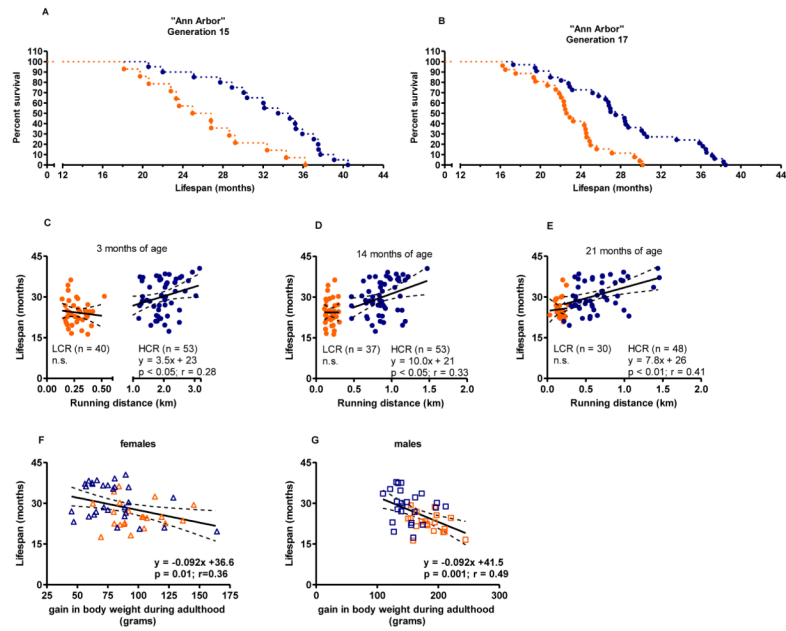 A
"Ann Arbor"
Generation 15
Percent survival
110
100
90
80
70
60
50
40
30
20
10
0
0 12 16 20 24 28 32 36 40 44
Lifespan (months)
B
"Ann Arbor"
Generation 17
Percent survival
110
100
90
80
70
60
50
40
30
20
10
0
0 12 16 20 24 28 32 36 40 44
Lifespan (months)
C
3 months of age
Lifespan (months)
45
30
15
0
LCR (n = 40)
n.s.
HCR (n = 53)
y = 3.5x + 23
p < 0.05; r = 0.28
0.00 0.25 0.50 1.0 2.0 3.0
Running distance (km)
D
14 months of age
Lifespan (months)
45
30
15
0
LCR (n = 37)
n.s.
HCR (n = 53)
y = 10.0x + 21
p < 0.05; r = 0.33
0.0 0.5 1.0 1.5 2.0
Running distance (km)
E
21 months of age
Lifespan (months)
45
30
15
0
LCR (n = 30)
n.s.
HCR (n = 48)
y = 7.8x + 26
p < 0.01; r = 0.41
0.0 0.5 1.0 1.5 2.0
Running distance (km)
F
females
Lifespan (months)
45
30
15
0
y = -0.092x +36.6
p = 0.01; r=0.36
25 50 75 100 125 150 175
gain in body weight during adulthood
(grams)
G
males
Lifespan (months)
45
30
15
0
y = -0.092x +41.5
p = 0.001; r = 0.49
0 100 200 300
gain in body weight during adulthood
(grams)